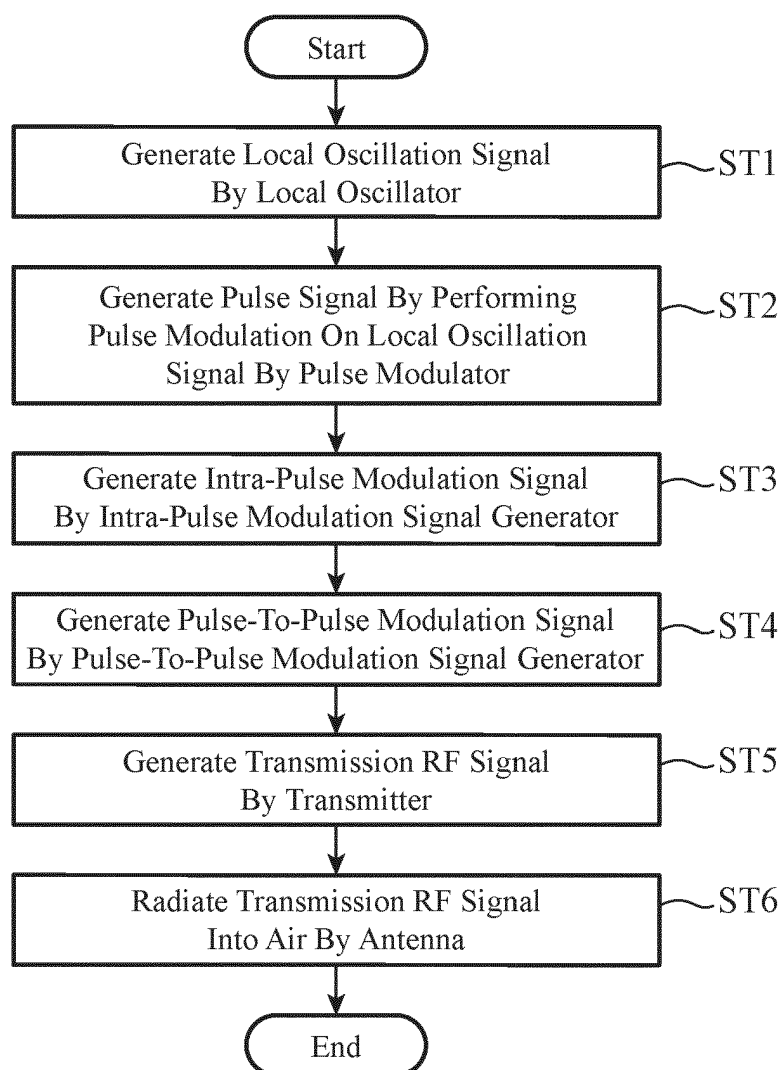 Start
Generate Local Oscillation Signal
By Local Oscillator
ST1
Generate Pulse Signal By Performing
Pulse Modulation On Local Oscillation
Signal By Pulse Modulator
ST2
Generate Intra-Pulse Modulation Signal
By Intra-Pulse Modulation Signal Generator
ST3
Generate Pulse-To-Pulse Modulation Signal
By Pulse-To-Pulse Modulation Signal Generator
ST4
Generate Transmission RF Signal
By Transmitter
ST5
Radiate Transmission RF Signal
Into Air By Antenna
ST6
End